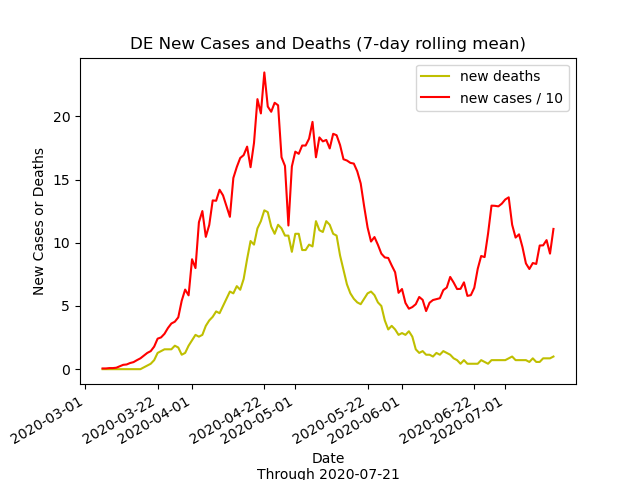 DE New Cases and Deaths (7-day rolling mean)
new deaths
new cases / 10
New Cases or Deaths
20
15
10
5
0
2020-03-01
2020-03-22
2020-04-01
2020-04-22
2020-05-01
2020-05-22
2020-06-01
2020-06-22
2020-07-01
Date
Through 2020-07-21